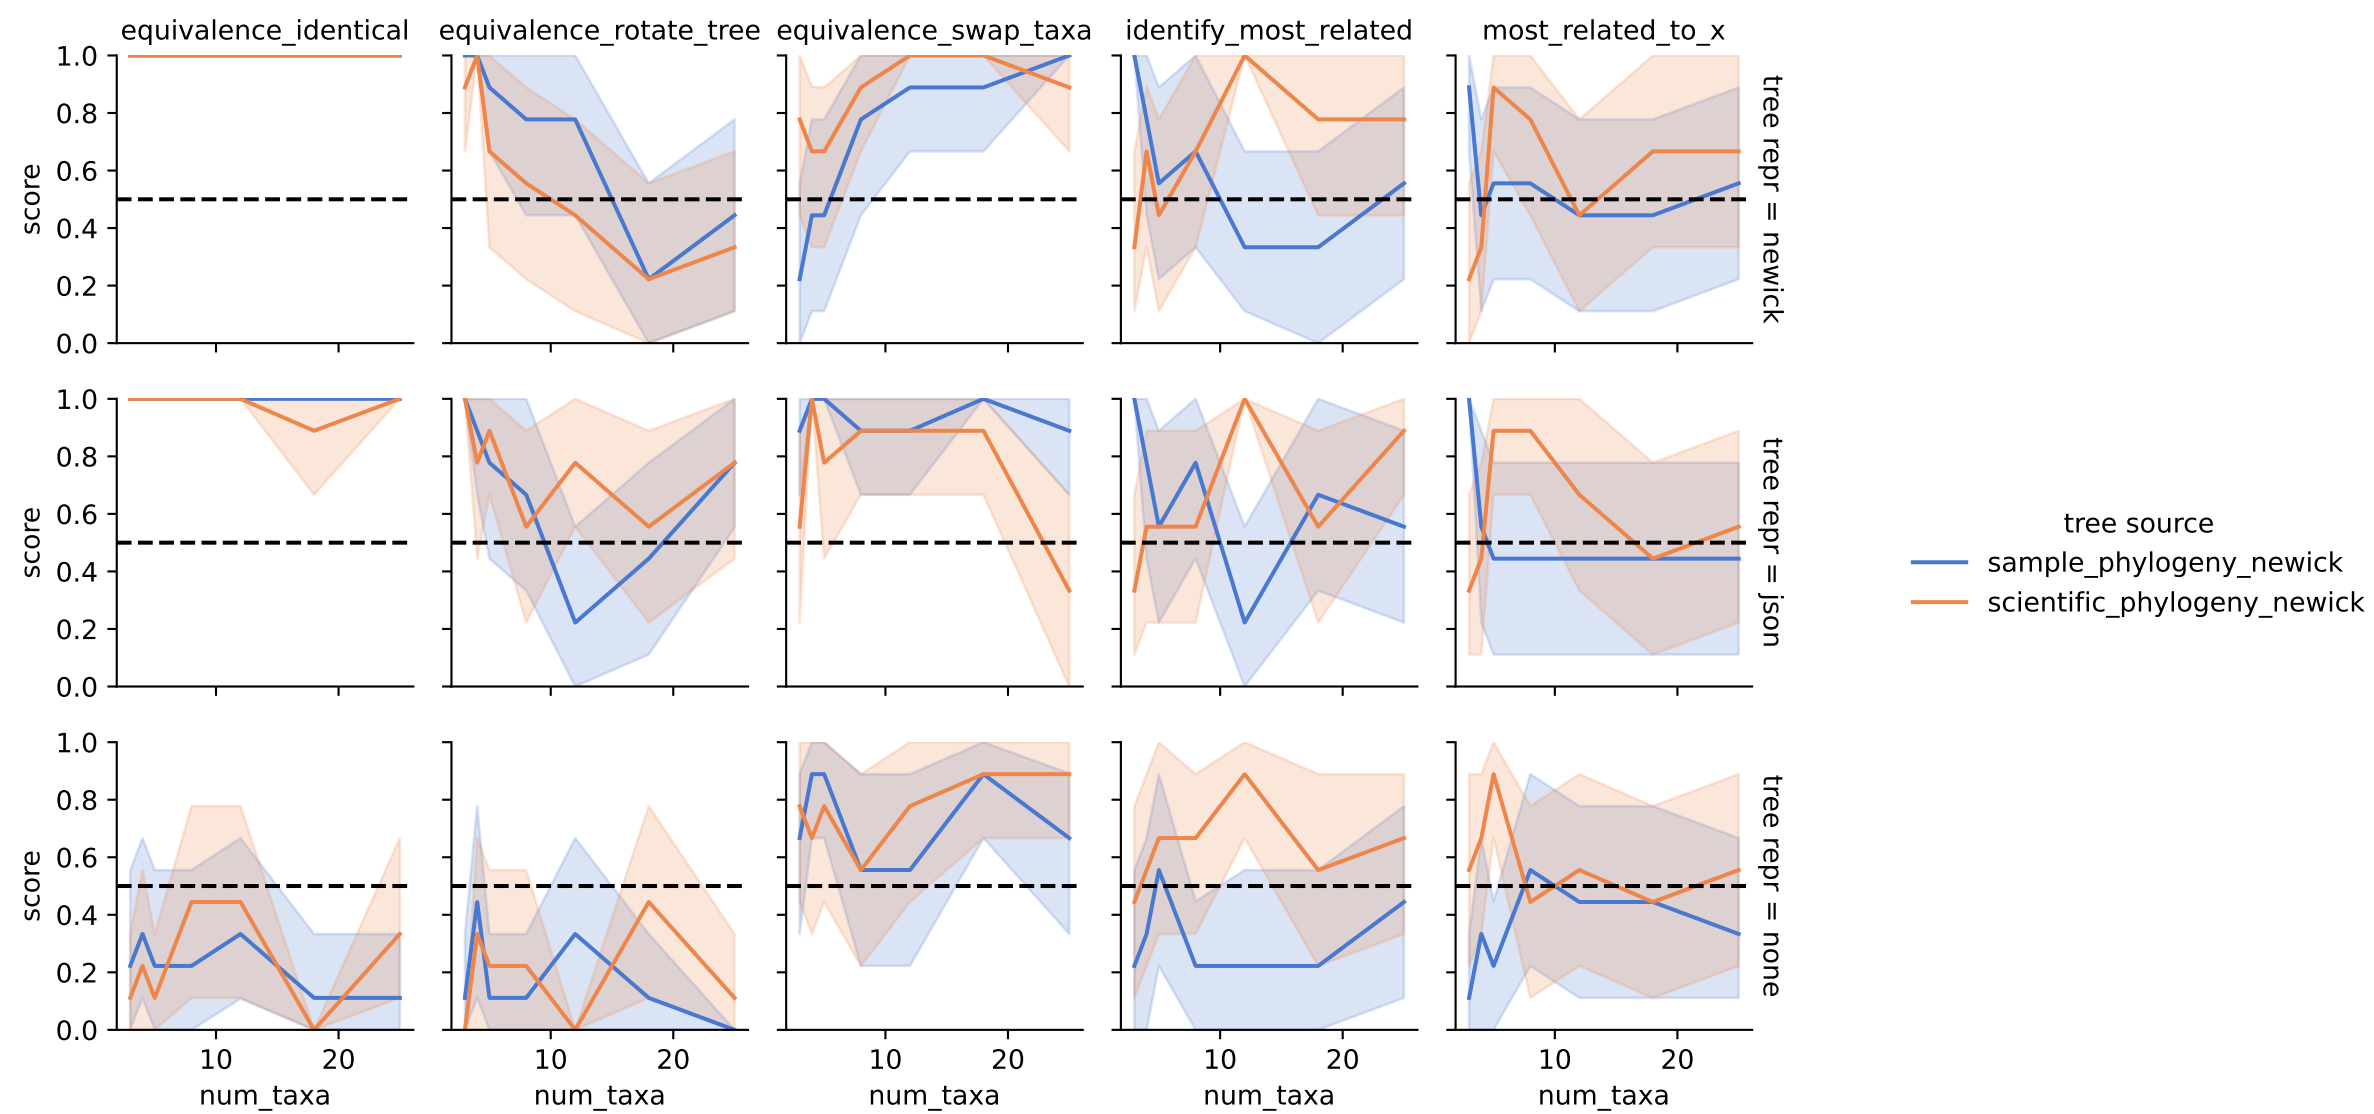 equivalence_identical equivalence_rotate_tree equivalence_swap_taxa identify_most_related most_related_to_x
1.0
0.8
0.6
0.4
0.2
0.0
score
tree repr = newick
1.0
0.8
0.6
0.4
0.2
0.0
score
tree repr = json
tree source
sample_phylogeny_newick
scientific_phylogeny_newick
1.0
0.8
0.6
0.4
0.2
0.0
score
tree repr = none
10 20 10 20 10 20 10 20 10 20
num_taxa num_taxa num_taxa num_taxa num_taxa